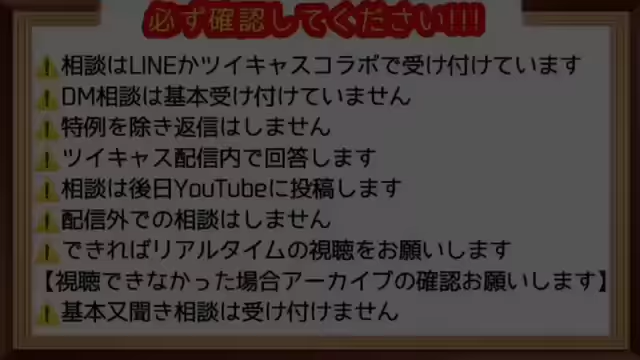 必ず確認してください!!!!
⚠相談はLINEかツイキャスコラボで受け付けています
⚠DM相談は基本受け付けていません
⚠特例を除き返信はしません
⚠ツイキャス配信内で回答します
⚠相談は後日YouTubeに投稿します
⚠配信外での相談はしません
⚠できればリアルタイムの視聴をお願いします
【視聴できなかった場合アーカイブの確認お願いします】
⚠基本又聞き相談は受け付けません